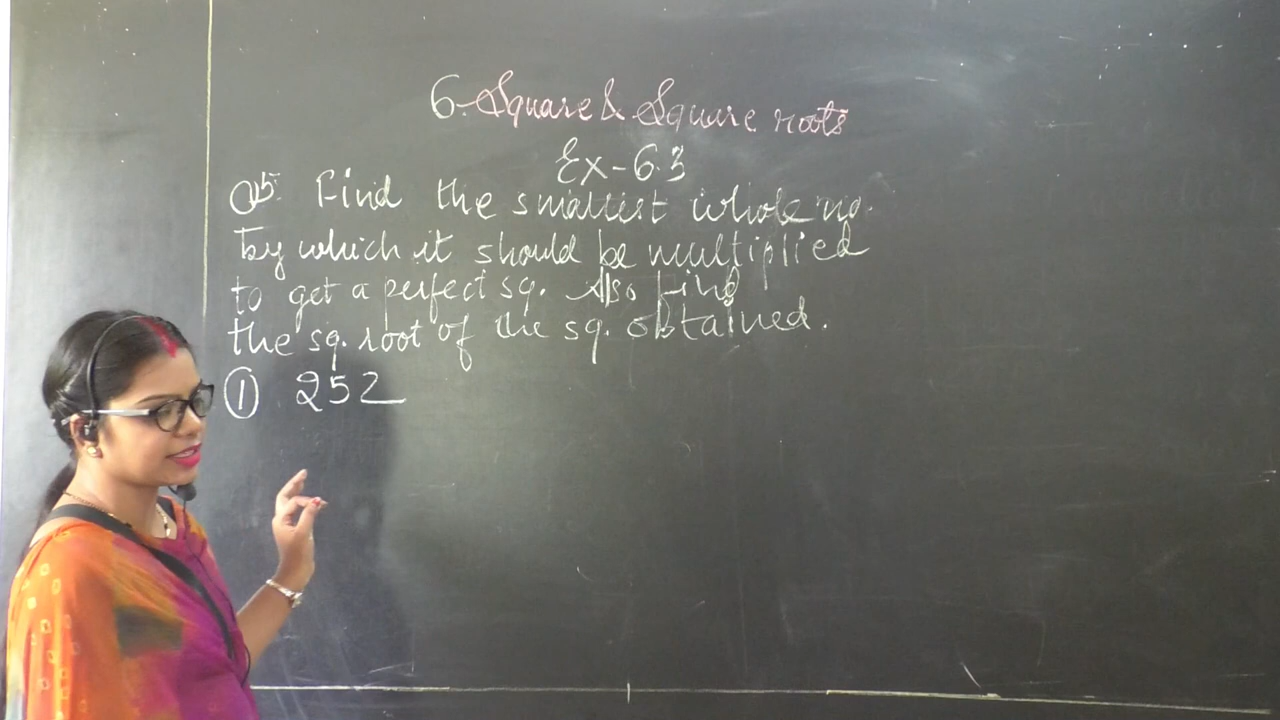 6. Square & Square roots
Ex-6.3
Q5. Find the smallest whole no.
by which it should be multiplied
to get a perfect sq. Also find
the sq. root of the sq. obtained.
① 252